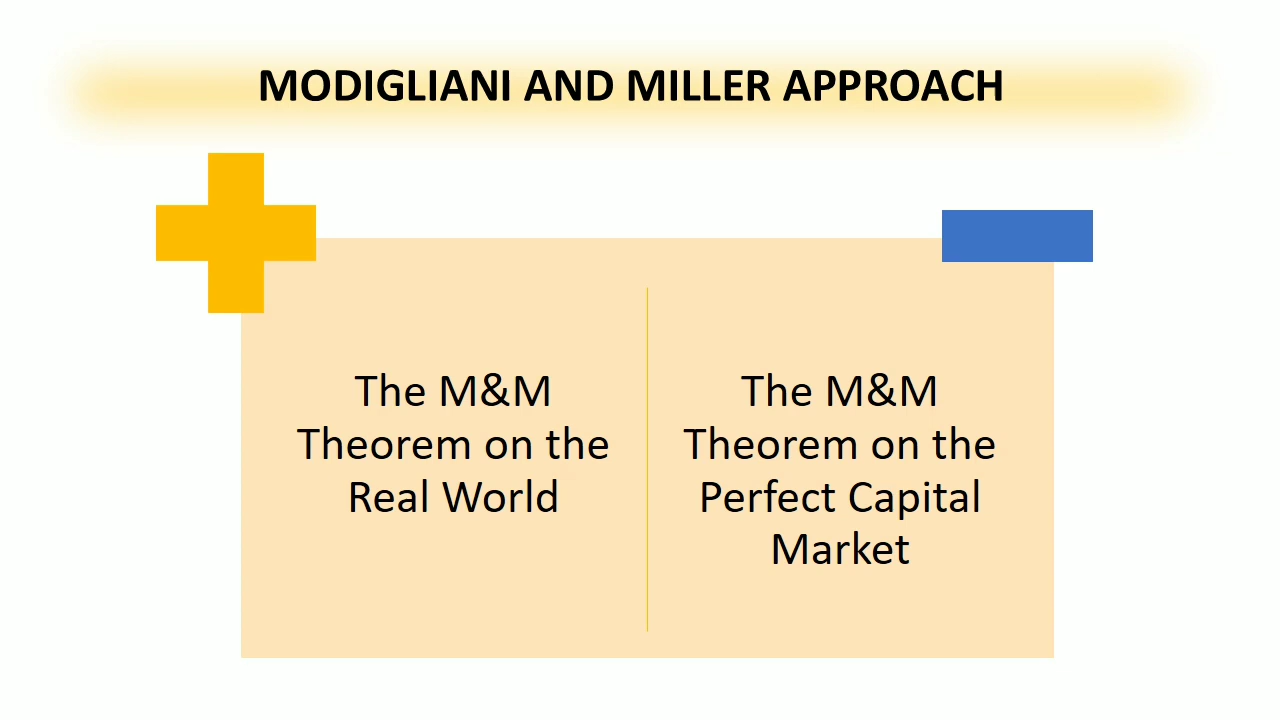 MODIGLIANI AND MILLER APPROACH
The M&M
Theorem on the
Real World
The M&M
Theorem on the
Perfect Capital
Market